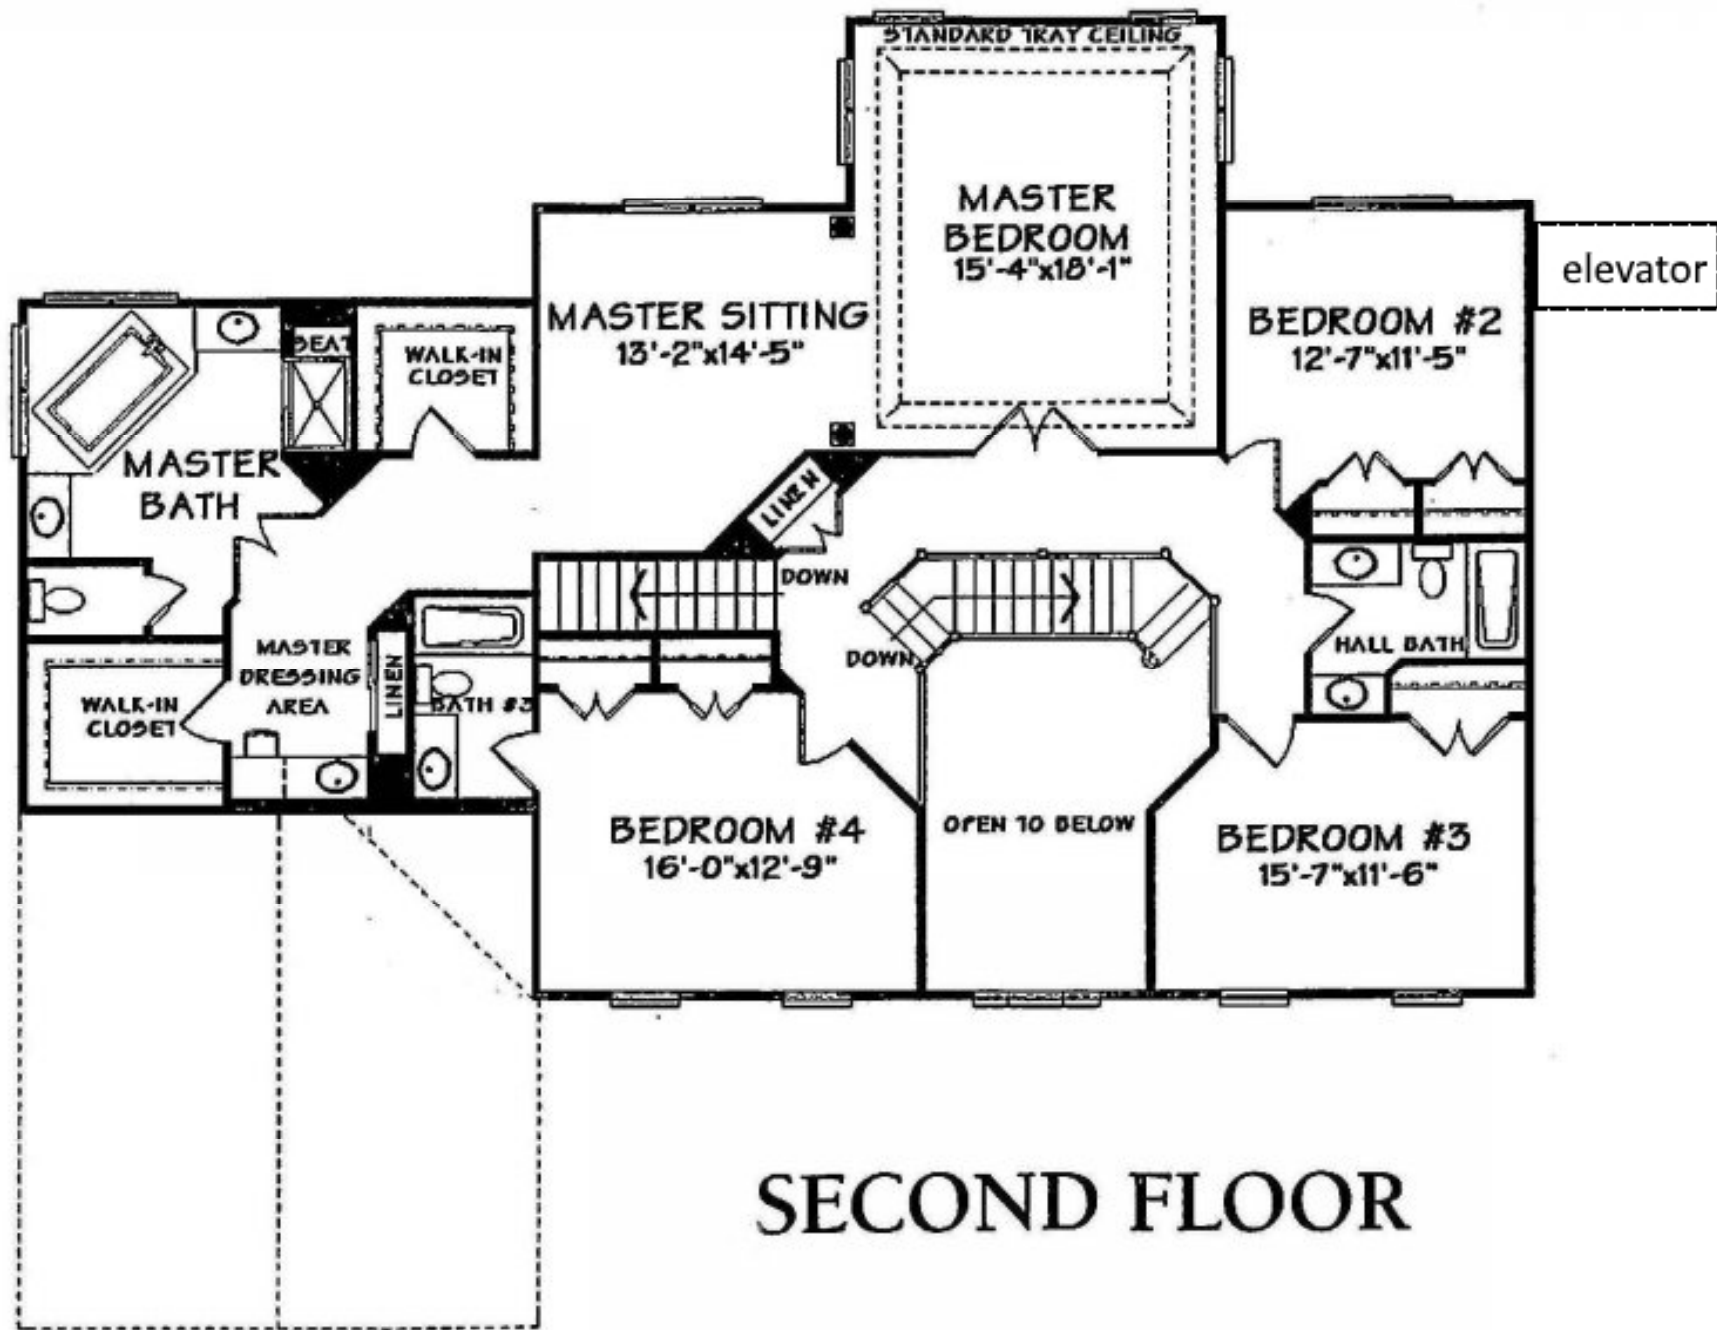 STANDARD TRAY CEILING
MASTER
BEDROOM
15'-4"x18'-1"
elevator
MASTER SITTING
13'-2"x14'-5"
BEDROOM #2
12'-7"x11'-5"
SEAT
WALK-IN
CLOSET
MASTER
BATH
LINEN
DOWN
DOWN
HALL BATH
MASTER
DRESSING
AREA
LINEN
BATH #3
WALK-IN
CLOSET
BEDROOM #4
16'-0"x12'-9"
OPEN TO BELOW
BEDROOM #3
15'-7"x11'-6"
SECOND FLOOR